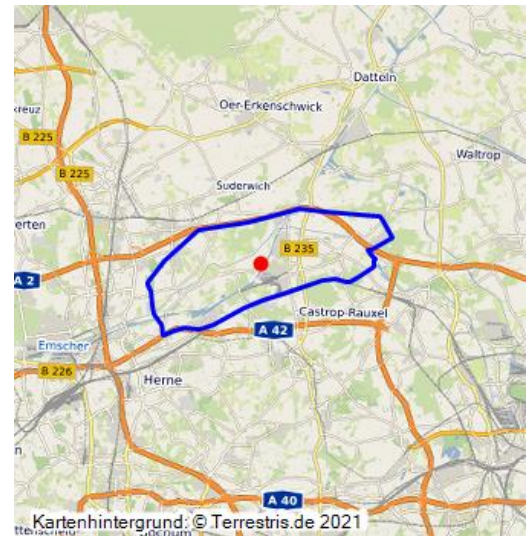 Datteln
Oer-Erkenschwick
B 225
Waltrop
B 225
Suderwich
erten
B 235
A 2
Castrop-Rauxel
A 42
Emscher
B 226
Herne
A 40
Kartenhintergrund: © Terrestris.de 2021